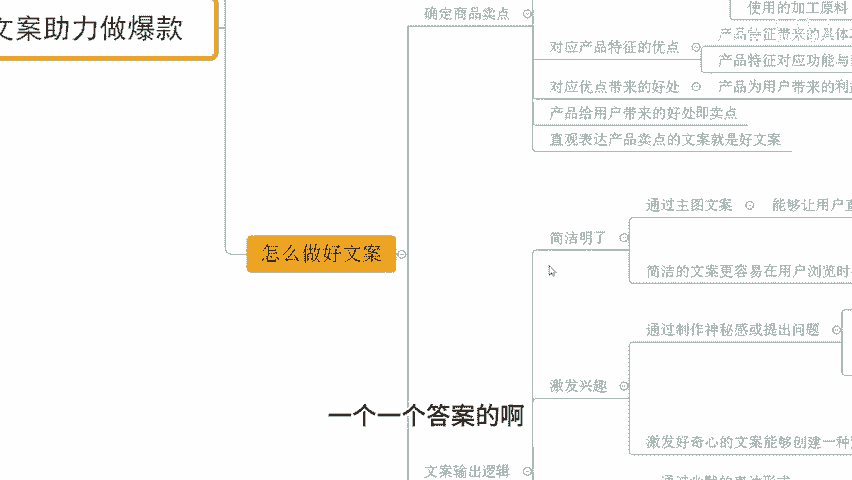 文案助力做爆款
确定商品卖点
使用的加工原料
对应产品特征的优点
产品特征带来的具体
产品特征对应功能与
对应优点带来的好处
产品为用户带来的利
产品给用户带来的好处即卖点
直观表达产品卖点的文案就是好文案
怎么做好文案
通过主图文案
能够让用户直
简洁明了
简洁的文案更容易在用户浏览时
通过制作神秘感或提出问题
激发兴趣
一个一个答案的啊
激发好奇心的文案能够创建一种
文案输出逻辑